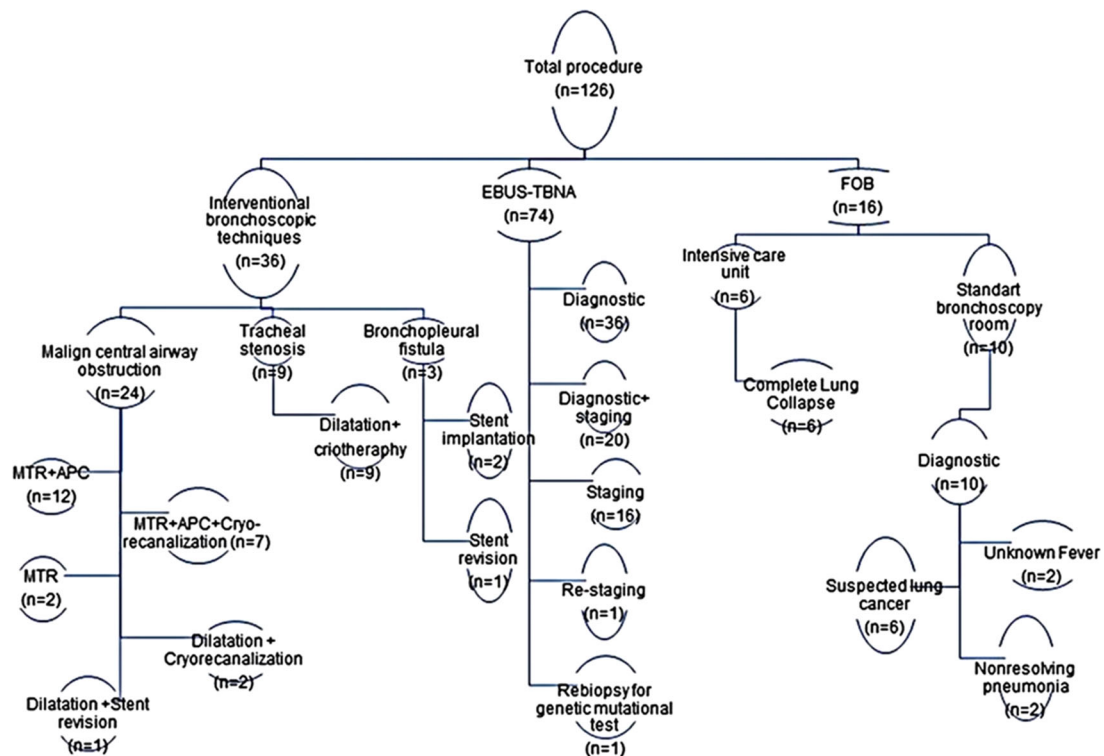 Total procedure
(n=126)
Interventional
bronchoscopic
techniques
(n=36)
EBUS-TBNA
(n=74)
FOB
(n=16)
Malign central airway
obstruction
(n=24)
Tracheal
stenosis
(n=9)
Bronchopleural
fistula
(n=3)
MTR+APC
(n=12)
MTR+APC+Cryo-
recanalization (n=7)
MTR
(n=2)
Dilatation +
Cryorecanalization
(n=2)
Dilatation +Stent
revision
(n=1)
Dilatation+
criotheraphy
(n=9)
Stent
implantation
(n=2)
Stent
revision
(n=1)
Diagnostic
(n=36)
Diagnostic+
staging
(n=20)
Staging
(n=16)
Re-staging
(n=1)
Rebiopsy for
genetic mutational
test
(n=1)
Intensive care
unit
(n=6)
Complete Lung
Collapse
(n=6)
Standart
bronchoscopy
room
(n=10)
Diagnostic
(n=10)
Unknown Fever
(n=2)
Suspected lung
cancer
(n=6)
Nonresolving
pneumonia
(n=2)